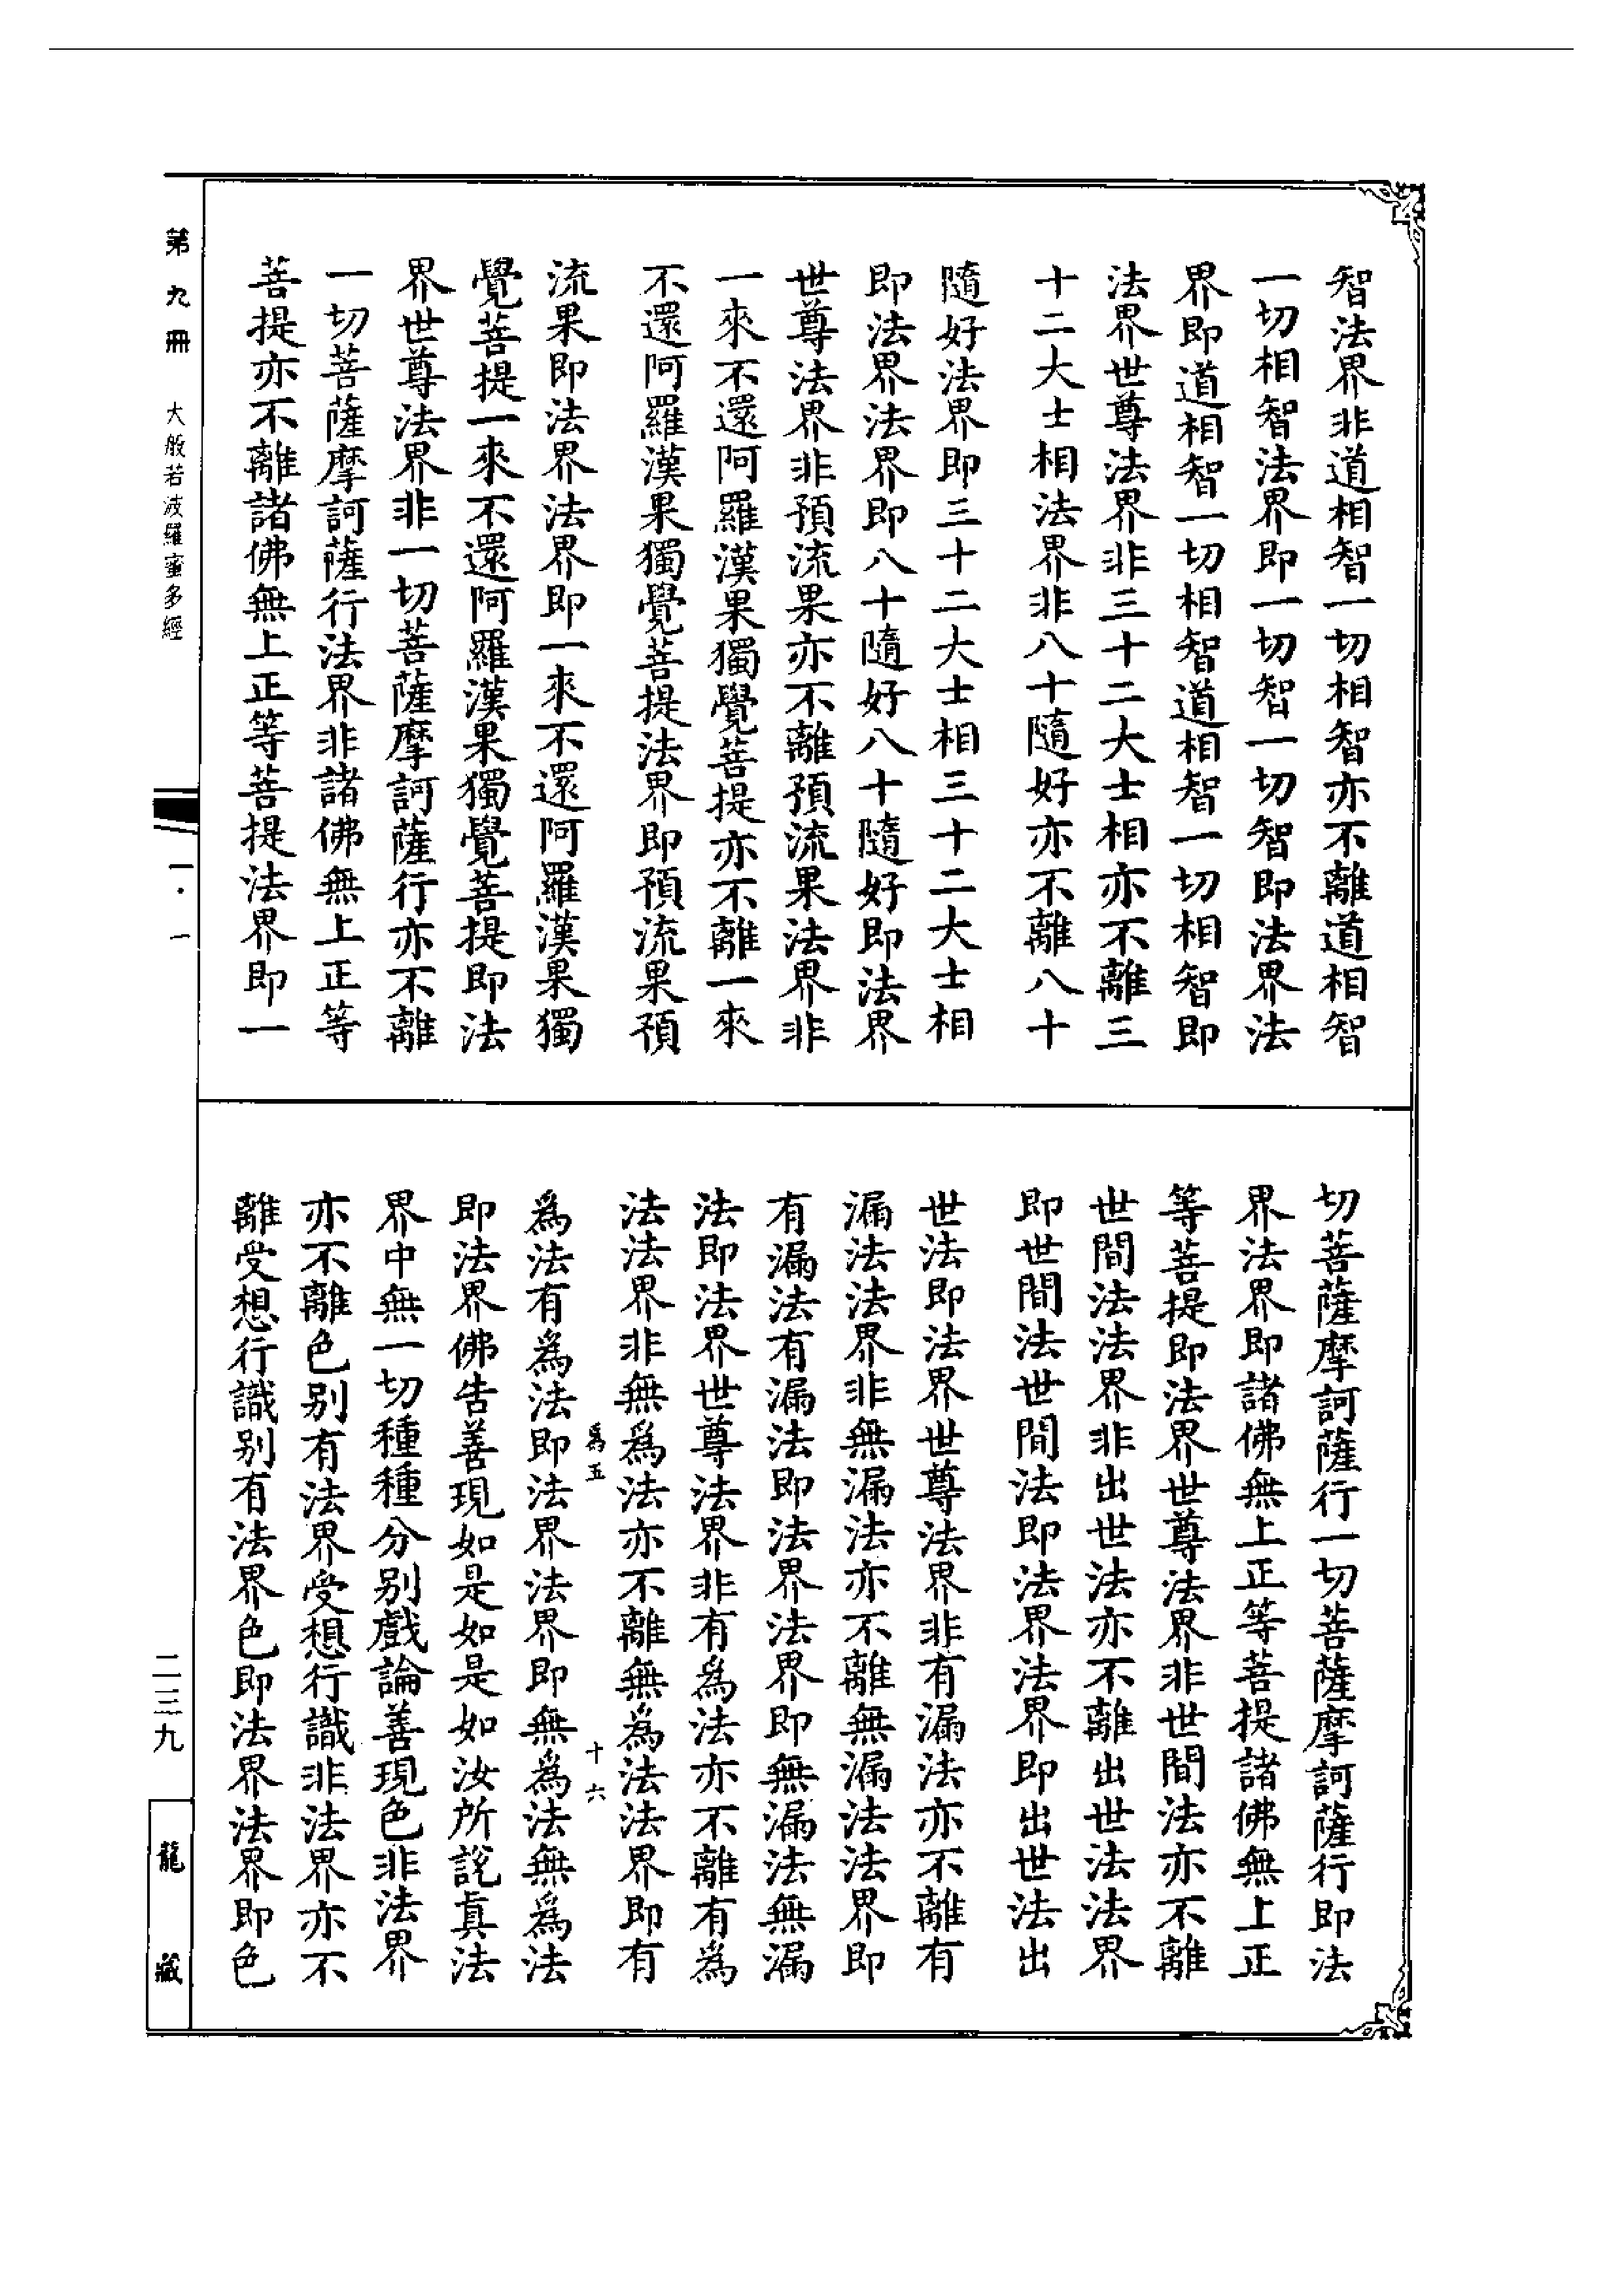 智法界非道相智一切相智亦不離道相智
一切相智法界即一切智一切智即法界法
界即道相智一切相智道相智一切相智即
法界世尊法界非三十二大士相亦不離三
十二大士相法界非八十隨好亦不離八十
隨好法界即三十二大士相三十二大士相
即法界法界即八十隨好八十隨好即法界
世尊法界非預流果亦不離預流果法界非
一來不還阿羅漢果獨覺菩提亦不離一來
不還阿羅漢果獨覺菩提法界即預流果預
流果即法界法界即一來不還阿羅漢果獨
覺菩提一來不還阿羅漢果獨覺菩提即法
界世尊法界非一切菩薩摩訶薩行亦不離
一切菩薩摩訶薩行法界非諸佛無上正等
菩提亦不離諸佛無上正等菩提法界即一
切菩薩摩訶薩行一切菩薩摩訶薩行即法
界法界即諸佛無上正等菩提諸佛無上正
等菩提即法界世尊法界非世間法亦不離
世間法法界非出世法亦不離出世法法界
即世間法世間法即法界法界即出世法出
世法即法界世尊法界非有漏法亦不離有
漏法法界非無漏法亦不離無漏法法界即
有漏法有漏法即法界法界即無漏法無漏
法即法界世尊法界非有為法亦不離有為
法法界非無為法亦不離無為法法界即有
為五
十六
為法有為法即法界法界即無為法無為法
即法界佛告善現如是如是如汝所說真法
界中無一切種種分別戲論善現色非法界
亦不離色別有法界受想行識非法界亦不
離受想行識別有法界色即法界法界即色
第九冊
大般若波羅蜜多經
一·一
二三九
龍藏